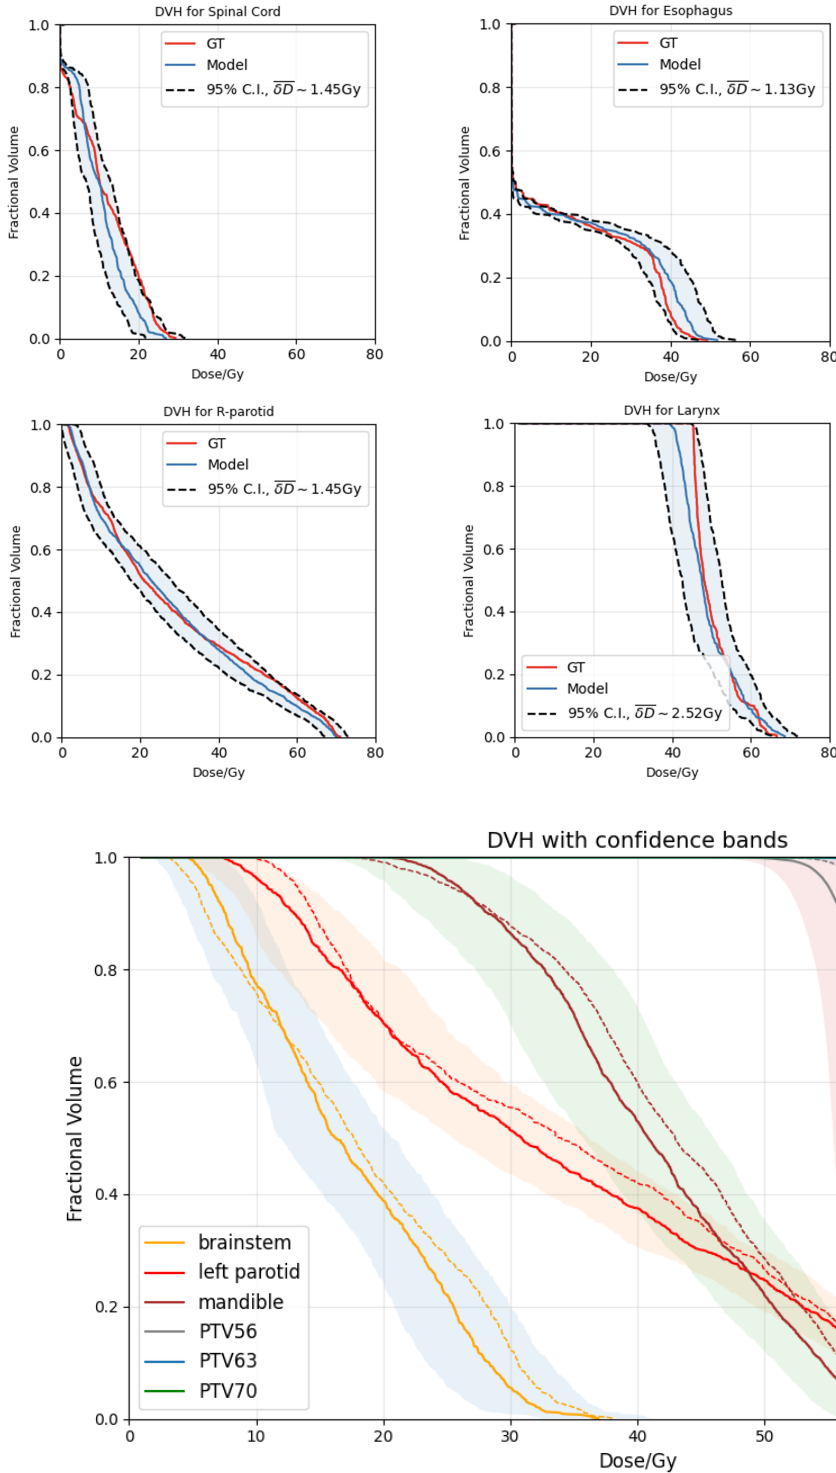 DVH for Spinal Cord
GT
Model
95% C.I., δD̅ ~ 1.45Gy
1.0
0.8
0.6
0.4
0.2
0.0
Fractional Volume
0
20
40
60
80
Dose/Gy
DVH for Esophagus
GT
Model
95% C.I., δD̅ ~ 1.13Gy
1.0
0.8
0.6
0.4
0.2
0.0
Fractional Volume
0
20
40
60
80
Dose/Gy
DVH for R-parotid
GT
Model
95% C.I., δD̅ ~ 1.45Gy
1.0
0.8
0.6
0.4
0.2
0.0
Fractional Volume
0
20
40
60
80
Dose/Gy
DVH for Larynx
1.0
0.8
0.6
0.4
0.2
0.0
Fractional Volume
GT
Model
95% C.I., δD̅ ~ 2.52Gy
0
20
40
60
80
Dose/Gy
DVH with confidence bands
1.0
0.8
0.6
0.4
0.2
0.0
Fractional Volume
brainstem
left parotid
mandible
PTV56
PTV63
PTV70
0
10
20
30
40
50
Dose/Gy